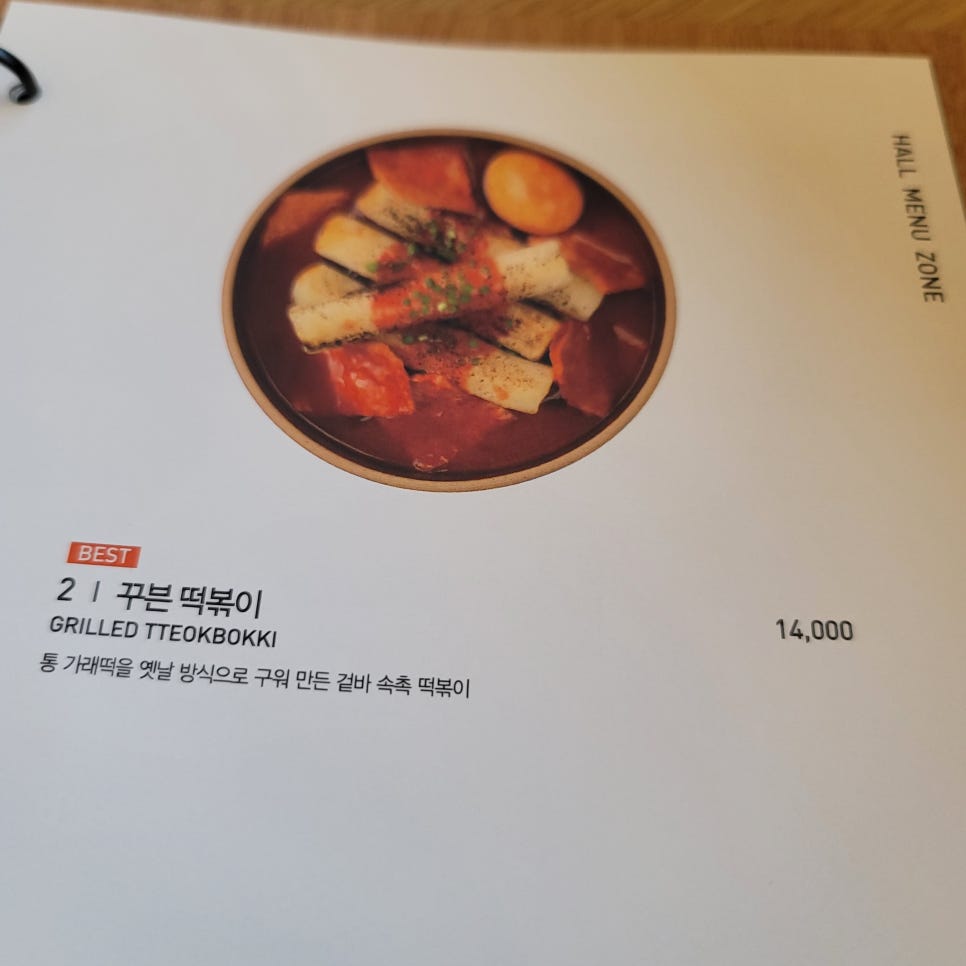 HALL MENU ZONE
BEST
2 | 꾸븐 떡볶이
GRILLED TTEOKBOKKI
14,000
통 가래떡을 옛날 방식으로 구워 만든 겉바 속촉 떡볶이